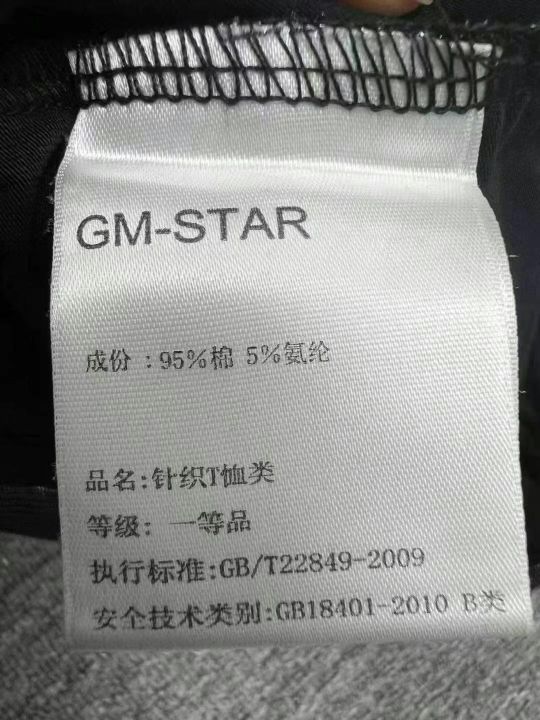 GM-STAR
成份：95%棉 5%氨纶
品名:针织T恤类
等级: 一等品
执行标准:GB/T22849-2009
安全技术类别:GB18401-2010 B类